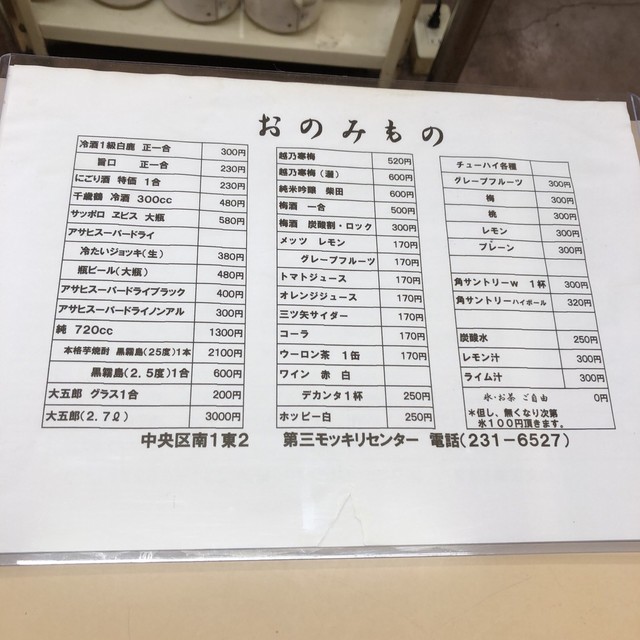 おのみもの
冷酒1級白鹿 正一合 300円
旨口 正一合 230円
にごり酒 特価 1合 230円
千歳鶴 冷酒 300cc 480円
サッポロ ヱビス 大瓶 580円
アサヒスーパードライ
冷たいジョッキ(生) 380円
瓶ビール(大瓶) 480円
アサヒスーパードライブラック 400円
アサヒスーパードライノンアル 300円
純 720cc 1300円
本格芋焼酎 黒霧島(25度)1本 2100円
黒霧島(2.5度)1合 600円
大五郎 グラス1合 200円
大五郎(2.7ℓ) 3000円
越乃寒梅 520円
越乃寒梅(灑) 600円
純米吟醸 柴田 600円
梅酒 一合 500円
梅酒 炭酸割・ロック 300円
メッツ レモン 170円
グレープフルーツ 170円
トマトジュース 170円
オレンジジュース 170円
三ツ矢サイダー 170円
コーラ 170円
ウーロン茶 1缶 170円
ワイン 赤 白
デカンタ1杯 250円
ホッピー白 250円
チューハイ各種
グレープフルーツ 300円
梅 300円
桃 300円
レモン 300円
プレーン 300円
角サントリーw 1杯 300円
角サントリーハイボール 320円
炭酸水 250円
レモン汁 300円
ライム汁 300円
氷・お茶 ご自由 0円
*但し、無くなり次第
氷100円頂きます。
中央区南1東2 第三モッキリセンター 電話(231-6527)